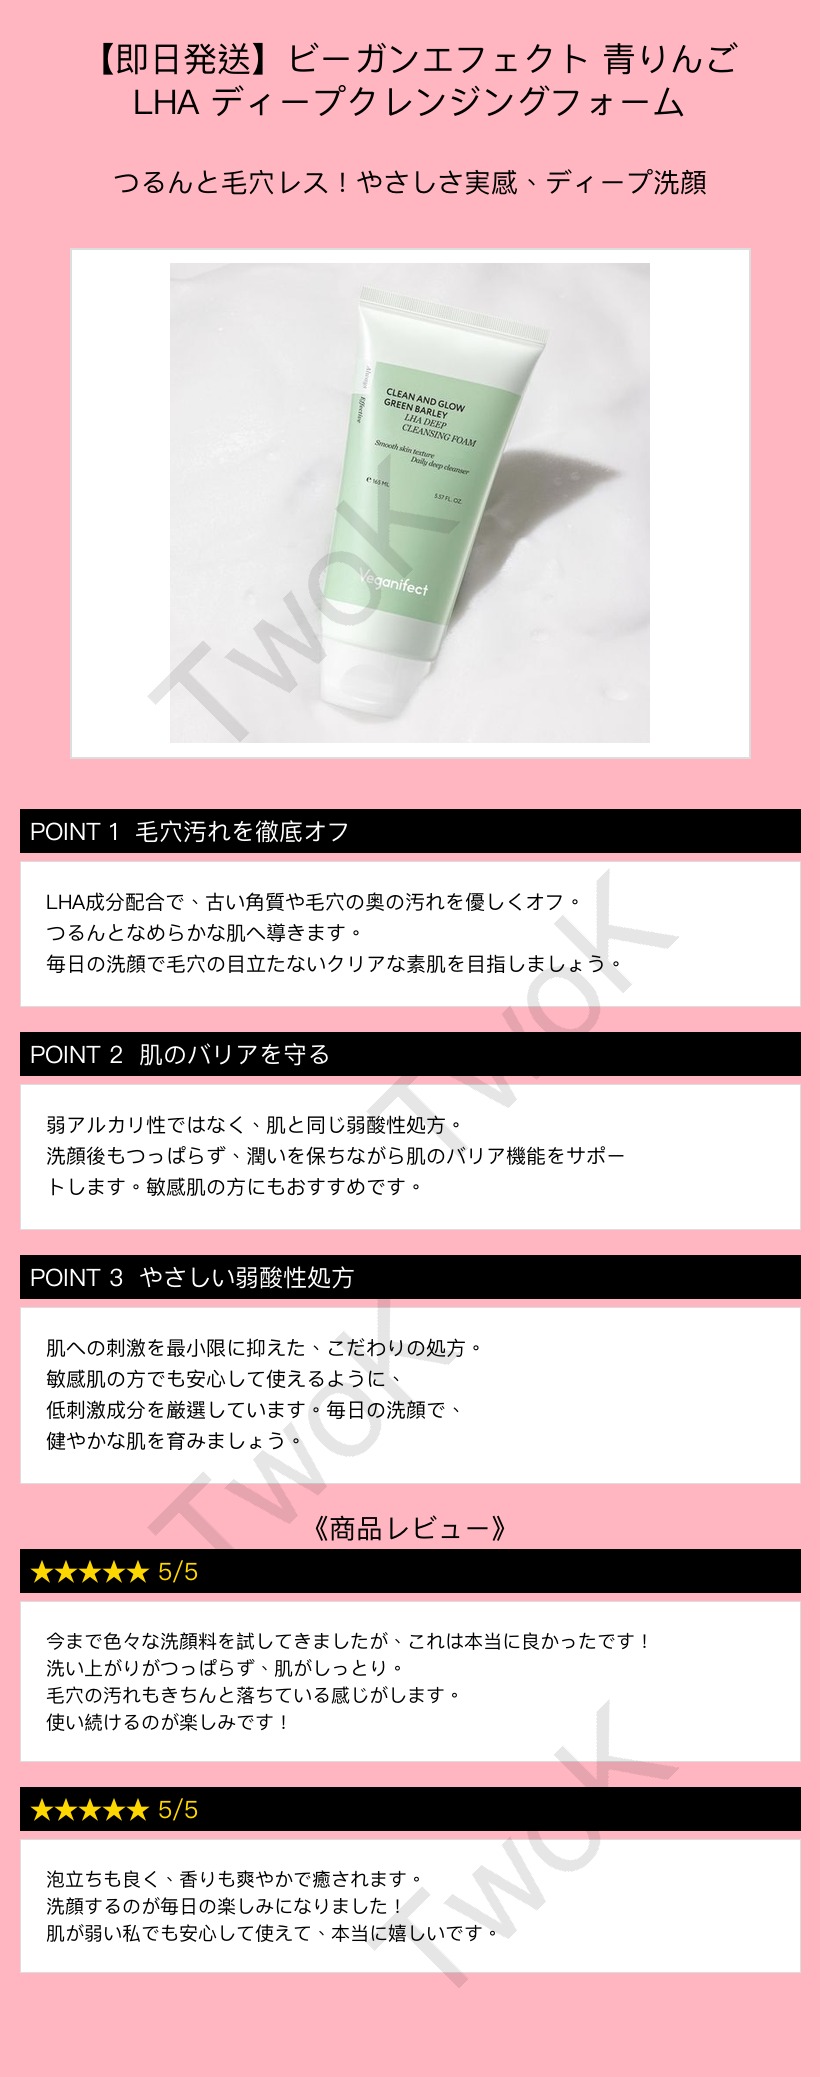 【即日発送】ビーガンエフェクト 青りんご
LHA ディープクレンジングフォーム
つるんと毛穴レス！やさしさ実感、ディープ洗顔
Always Effective
CLEAN AND GLOW
GREEN BARLEY
LHA DEEP
CLEANSING FOAM
Smooth skin texture
Daily deep cleanser
℮ 165 ML
5.57 FL. OZ.
Veganifect
TwoK
POINT 1 毛穴汚れを徹底オフ
LHA成分配合で、古い角質や毛穴の奥の汚れを優しくオフ。
つるんとなめらかな肌へ導きます。
毎日の洗顔で毛穴の目立たないクリアな素肌を目指しましょう。
TwoK
POINT 2 肌のバリアを守る
弱アルカリ性ではなく、肌と同じ弱酸性処方。
洗顔後もつっぱらず、潤いを保ちながら肌のバリア機能をサポー
トします。敏感肌の方にもおすすめです。
POINT 3 やさしい弱酸性処方
肌への刺激を最小限に抑えた、こだわりの処方。
敏感肌の方でも安心して使えるように、
低刺激成分を厳選しています。毎日の洗顔で、
健やかな肌を育みましょう。
TwoK
《商品レビュー》
★★★★★ 5/5
今まで色々な洗顔料を試してきましたが、これは本当に良かったです！
洗い上がりがつっぱらず、肌がしっとり。
毛穴の汚れもきちんと落ちている感じがします。
使い続けるのが楽しみです！
★★★★★ 5/5
泡立ちも良く、香りも爽やかで癒されます。
洗顔するのが毎日の楽しみになりました！
肌が弱い私でも安心して使えて、本当に嬉しいです。
TwoK